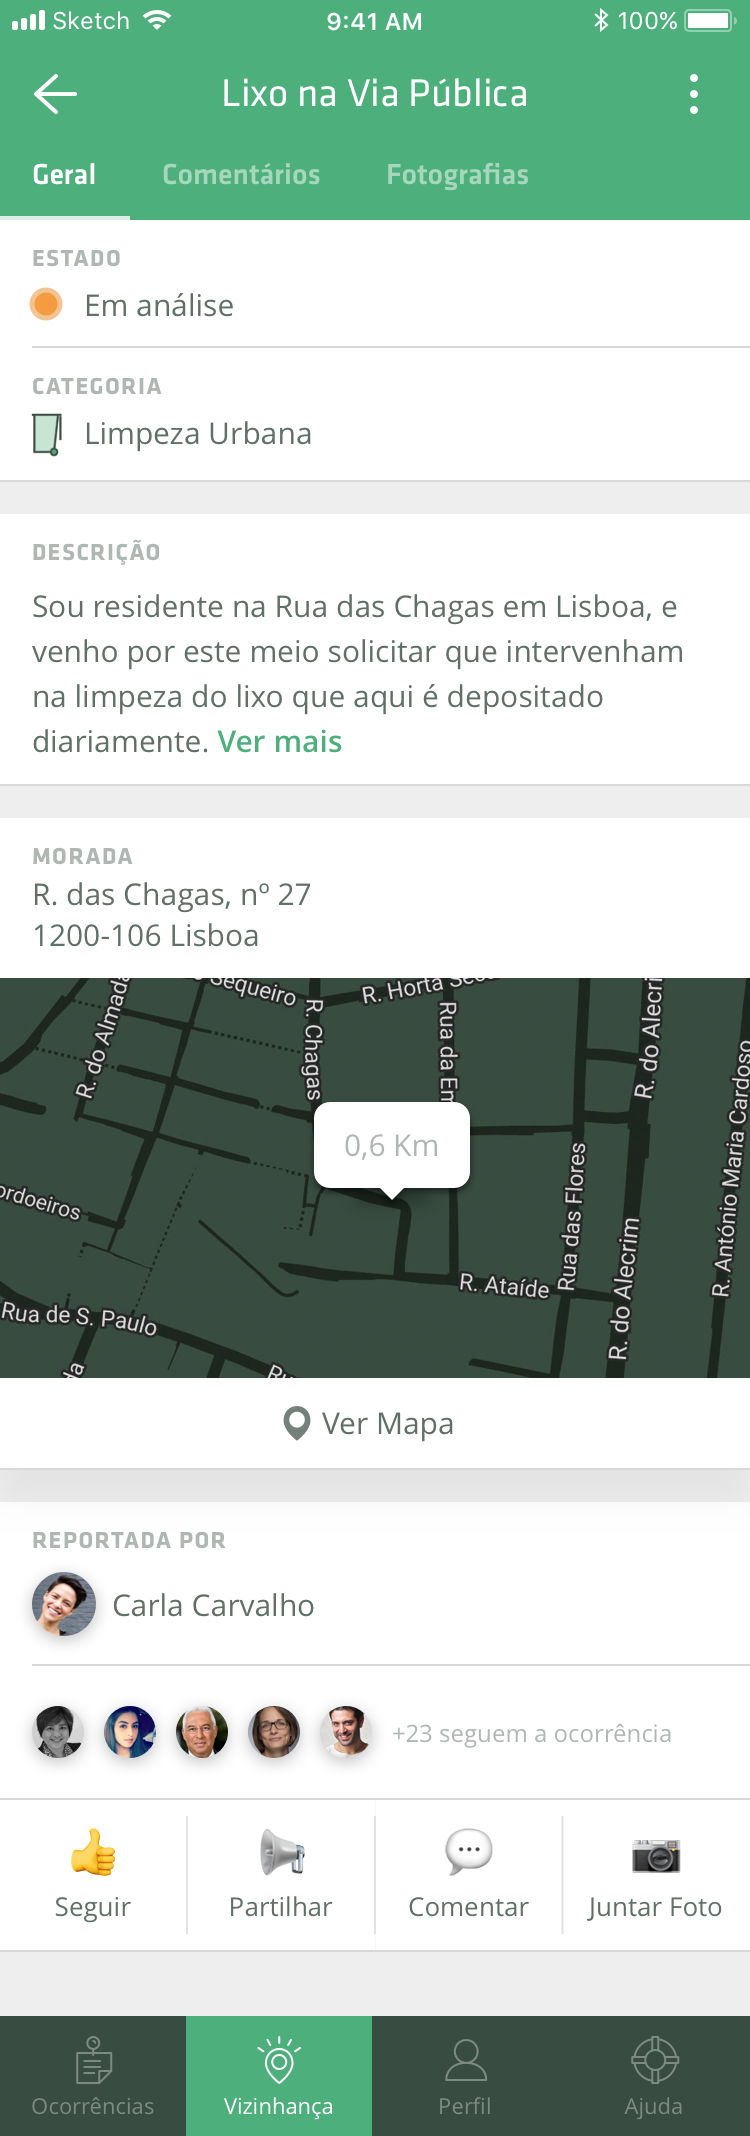 Sketch 9:41 AM 100%
Lixo na Via Pública
Geral Comentários Fotografias
ESTADO
Em análise
CATEGORIA
Limpeza Urbana
DESCRIÇÃO
Sou residente na Rua das Chagas em Lisboa, e
venho por este meio solicitar que intervenham
na limpeza do lixo que aqui é depositado
diariamente. Ver mais
MORADA
R. das Chagas, nº 27
1200-106 Lisboa
Sequeiro
R. Horta
R. do Almada
R. Chagas
Rua da
R. do Alecri
R. António Maria Cardoso
0,6 Km
ordoeiros
Rua das Flores
R. Ataíde
R. do Alecrim
Rua de S. Paulo
Ver Mapa
REPORTADA POR
Carla Carvalho
+23 seguem a ocorrência
Seguir Partilhar Comentar Juntar Foto
Ocorrências Vizinhança Perfil Ajuda